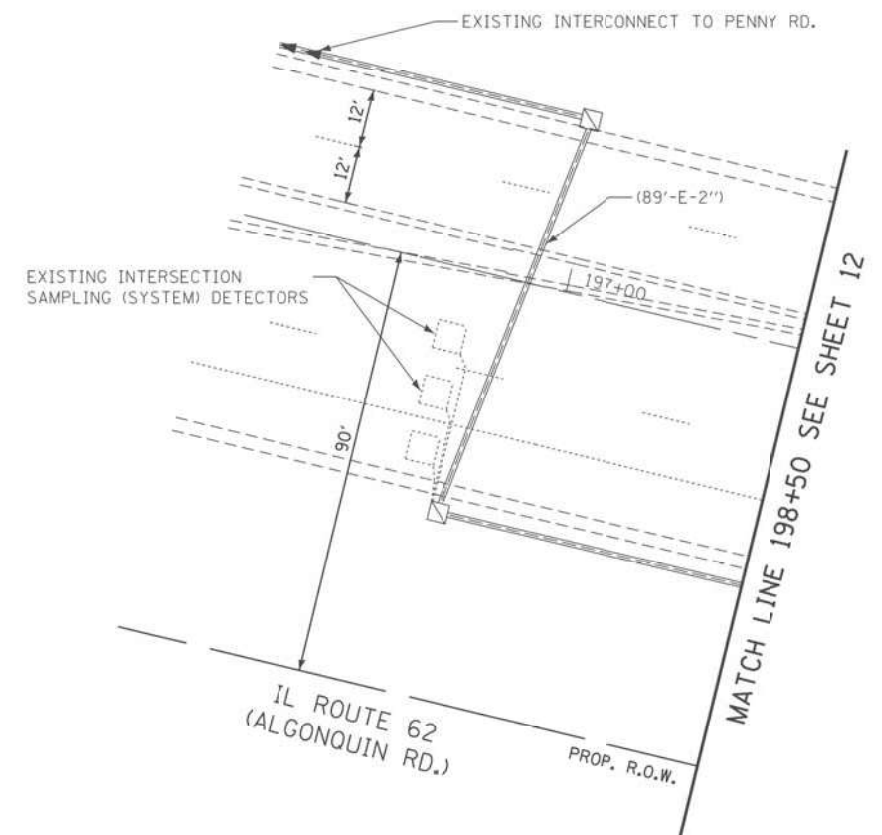 EXISTING INTERCONNECT TO PENNY RD.
12'
12'
(89'-E-2")
EXISTING INTERSECTION
SAMPLING (SYSTEM) DETECTORS
197+00
90'
MATCH LINE 198+50 SEE SHEET 12
IL ROUTE 62
(ALGONQUIN RD.)
PROP. R.O.W.